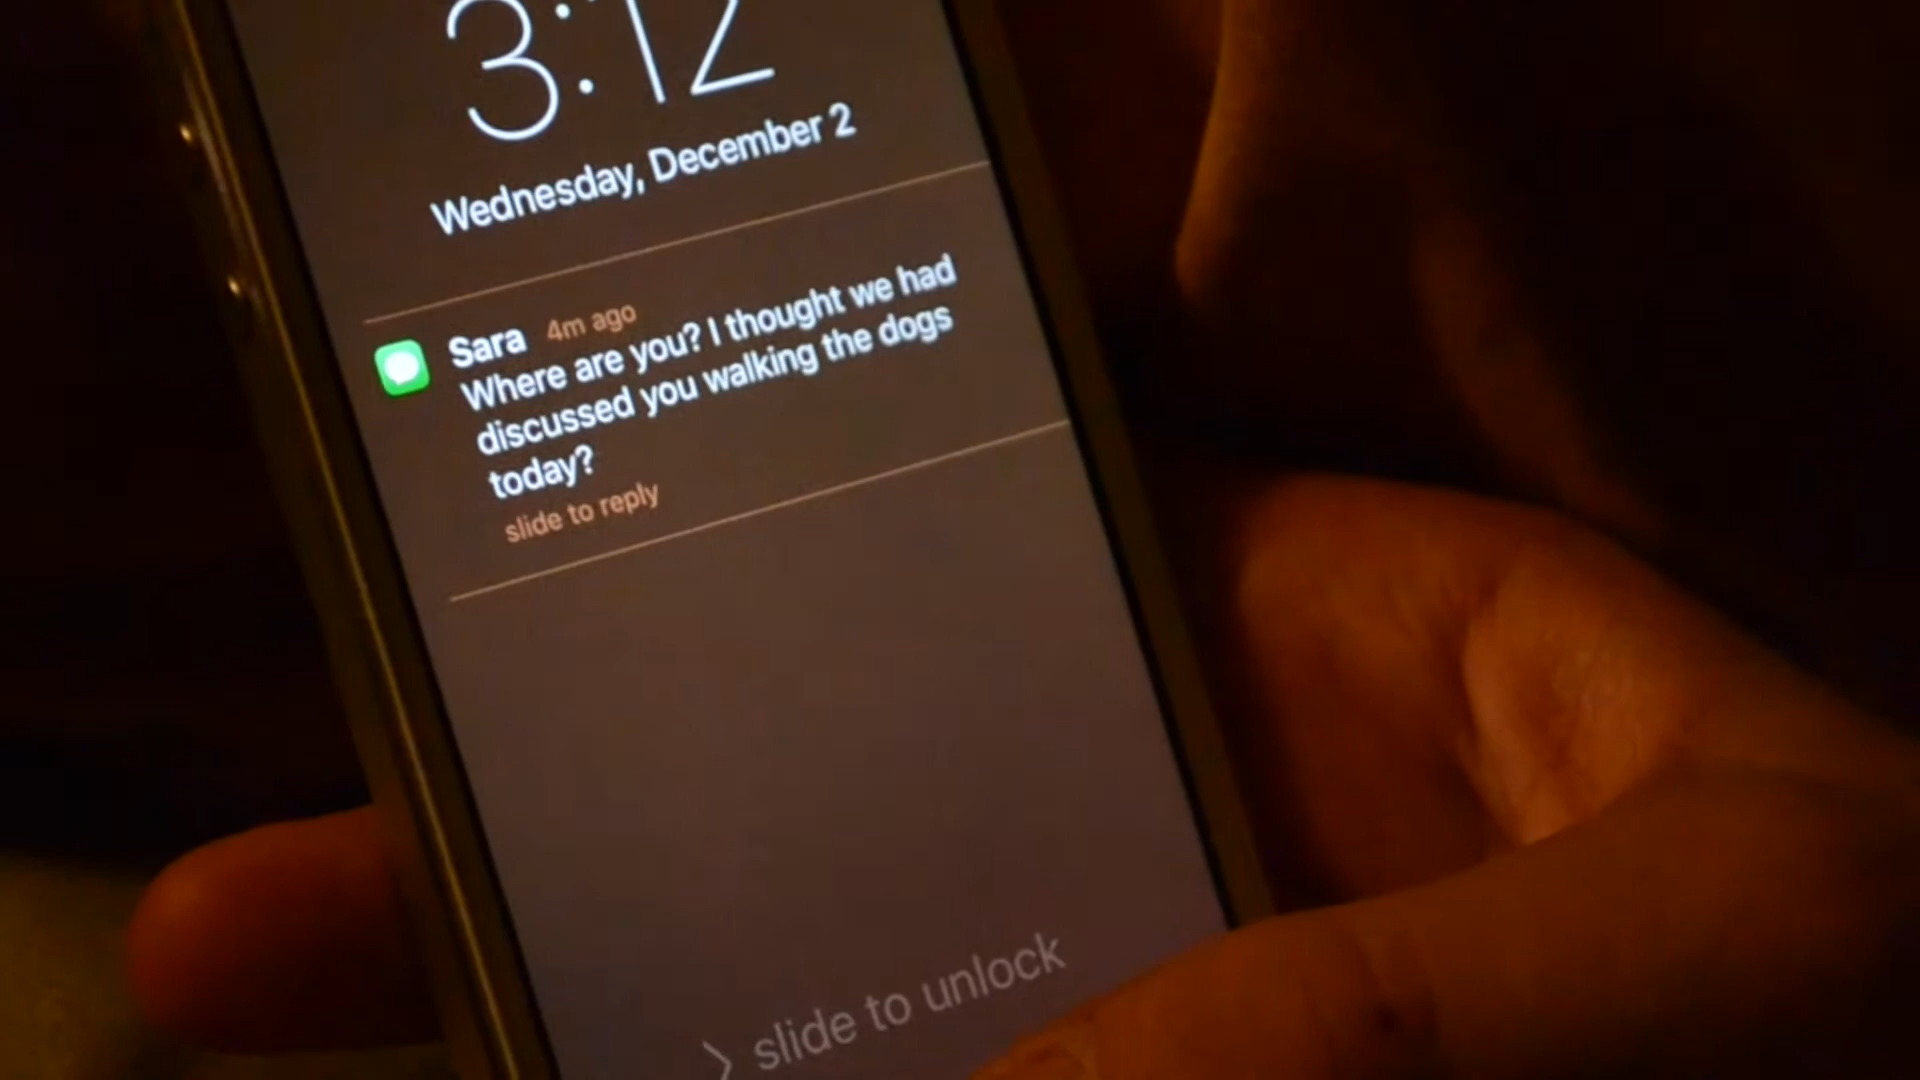 3:12
Wednesday, December 2
Sara 4m ago
Where are you? I thought we had
discussed you walking the dogs
today?
slide to reply
> slide to unlock